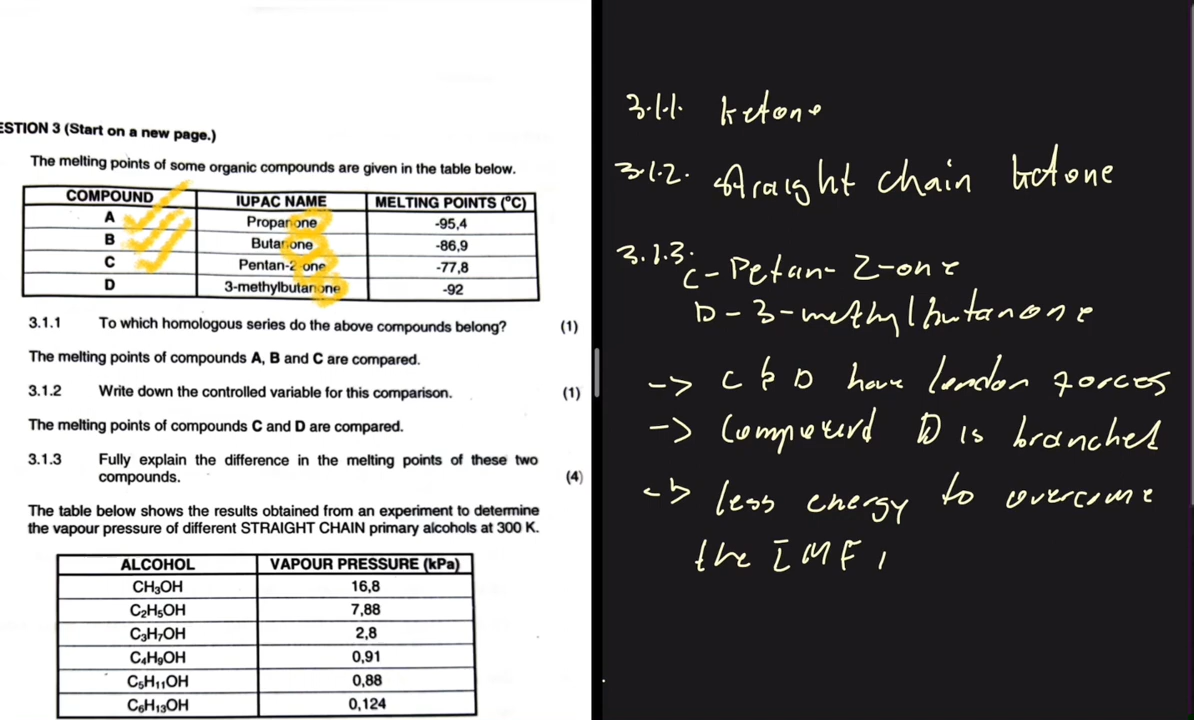 ESTION 3 (Start on a new page.)
The melting points of some organic compounds are given in the table below.
COMPOUND IUPAC NAME MELTING POINTS (°C)
A Propanone -95,4
B Butanone -86,9
C Pentan-2 one -77,8
D 3-methylbutanone -92
3.1.1 To which homologous series do the above compounds belong? (1)
The melting points of compounds A, B and C are compared.
3.1.2 Write down the controlled variable for this comparison. (1)
The melting points of compounds C and D are compared.
3.1.3 Fully explain the difference in the melting points of these two
compounds. (4)
The table below shows the results obtained from an experiment to determine
the vapour pressure of different STRAIGHT CHAIN primary alcohols at 300 K.
ALCOHOL VAPOUR PRESSURE (kPa)
CH₃OH 16,8
C₂H₅OH 7,88
C₃H₇OH 2,8
C₄H₉OH 0,91
C₅H₁₁OH 0,88
C₆H₁₃OH 0,124
3.1.1. ketone
3.1.2. straight chain ketone
3.1.3.
C - Petan-2-one
D - 3-methylbutanone
-> C & D have london forces
-> Compound D is branched
-> less energy to overcome
the IMF,